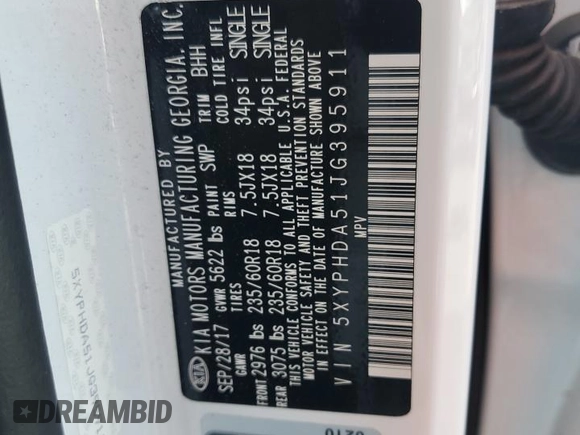 MANUFACTURED BY
KIA KIA MOTORS MANUFACTURING GEORGIA, INC.
SEP/28/17 GVWR 5622 lbs PAINT SWP TRIM BHH
GAWR TIRES RIMS COLD TIRE INFL
FRONT 2976 lbs 235/60R18 7.5JX18 34psi SINGLE
REAR 3075 lbs 235/60R18 7.5JX18 34psi SINGLE
THIS VEHICLE CONFORMS TO ALL APPLICABLE U.S.A. FEDERAL
MOTOR VEHICLE SAFETY AND THEFT PREVENTION STANDARDS
IN EFFECT ON THE DATE OF MANUFACTURE SHOWN ABOVE
VIN 5XYPHDA51JG395911
MPV
DREAMBID